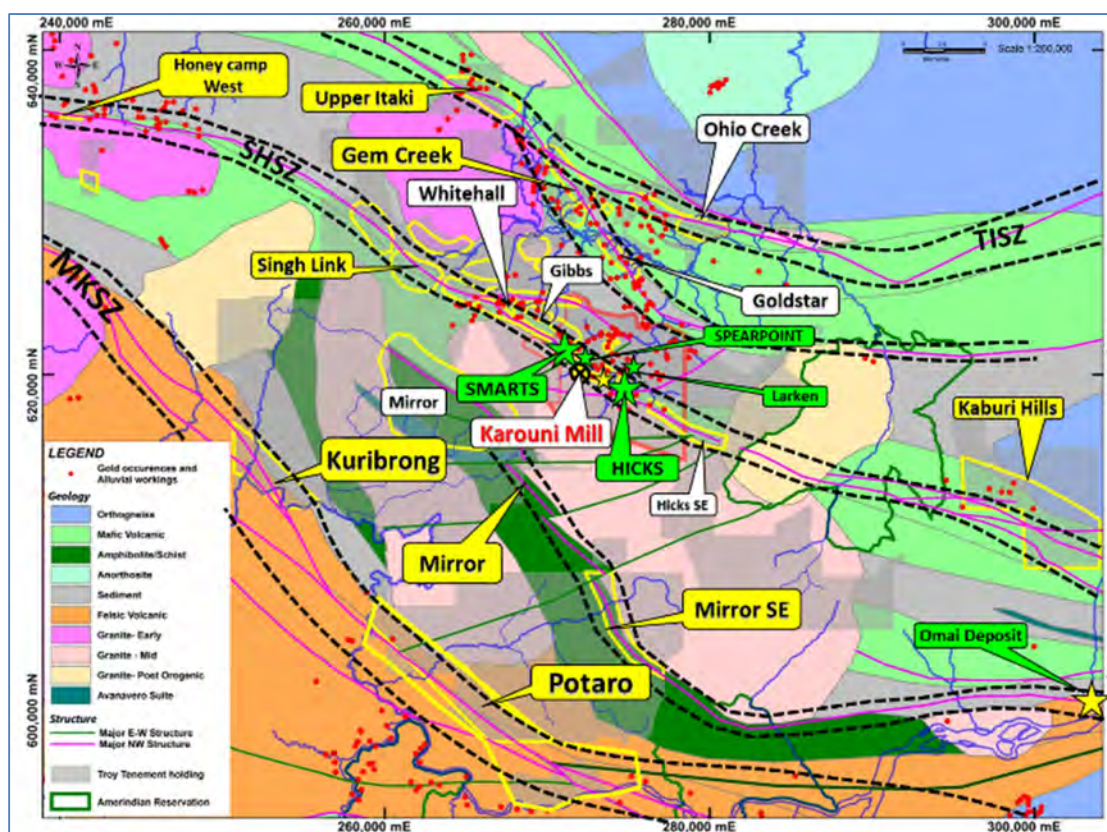 240,000 mE
260,000 mE
280,000 mE
300,000 mE
640,000 mN
620,000 mN
600,000 mN
Scale 1:200,000
Honey camp
West
Upper Itaki
Ohio Creek
Gem Creek
SHSZ
Whitehall
TISZ
Singh Link
Gibbs
Goldstar
MKSZ
SPEARPOINT
SMARTS
Larken
Mirror
Karouni Mill
Kaburi Hills
Kuribrong
HICKS
Hicks SE
Mirror
Mirror SE
Omai Deposit
Potaro
LEGEND
Gold occurences and
Alluvial workings
Geology
Orthogneiss
Mafic Volcanic
Amphibolite/Schist
Anorthosite
Sediment
Felsic Volcanic
Granite- Early
Granite - Mid
Granite- Post Orogenic
Avanavero Suite
Structure
Major E-W Structure
Major NW Structure
Troy Tenement holding
Amerindian Reservation
260,000 mE
280,000 mE
300,000 mE